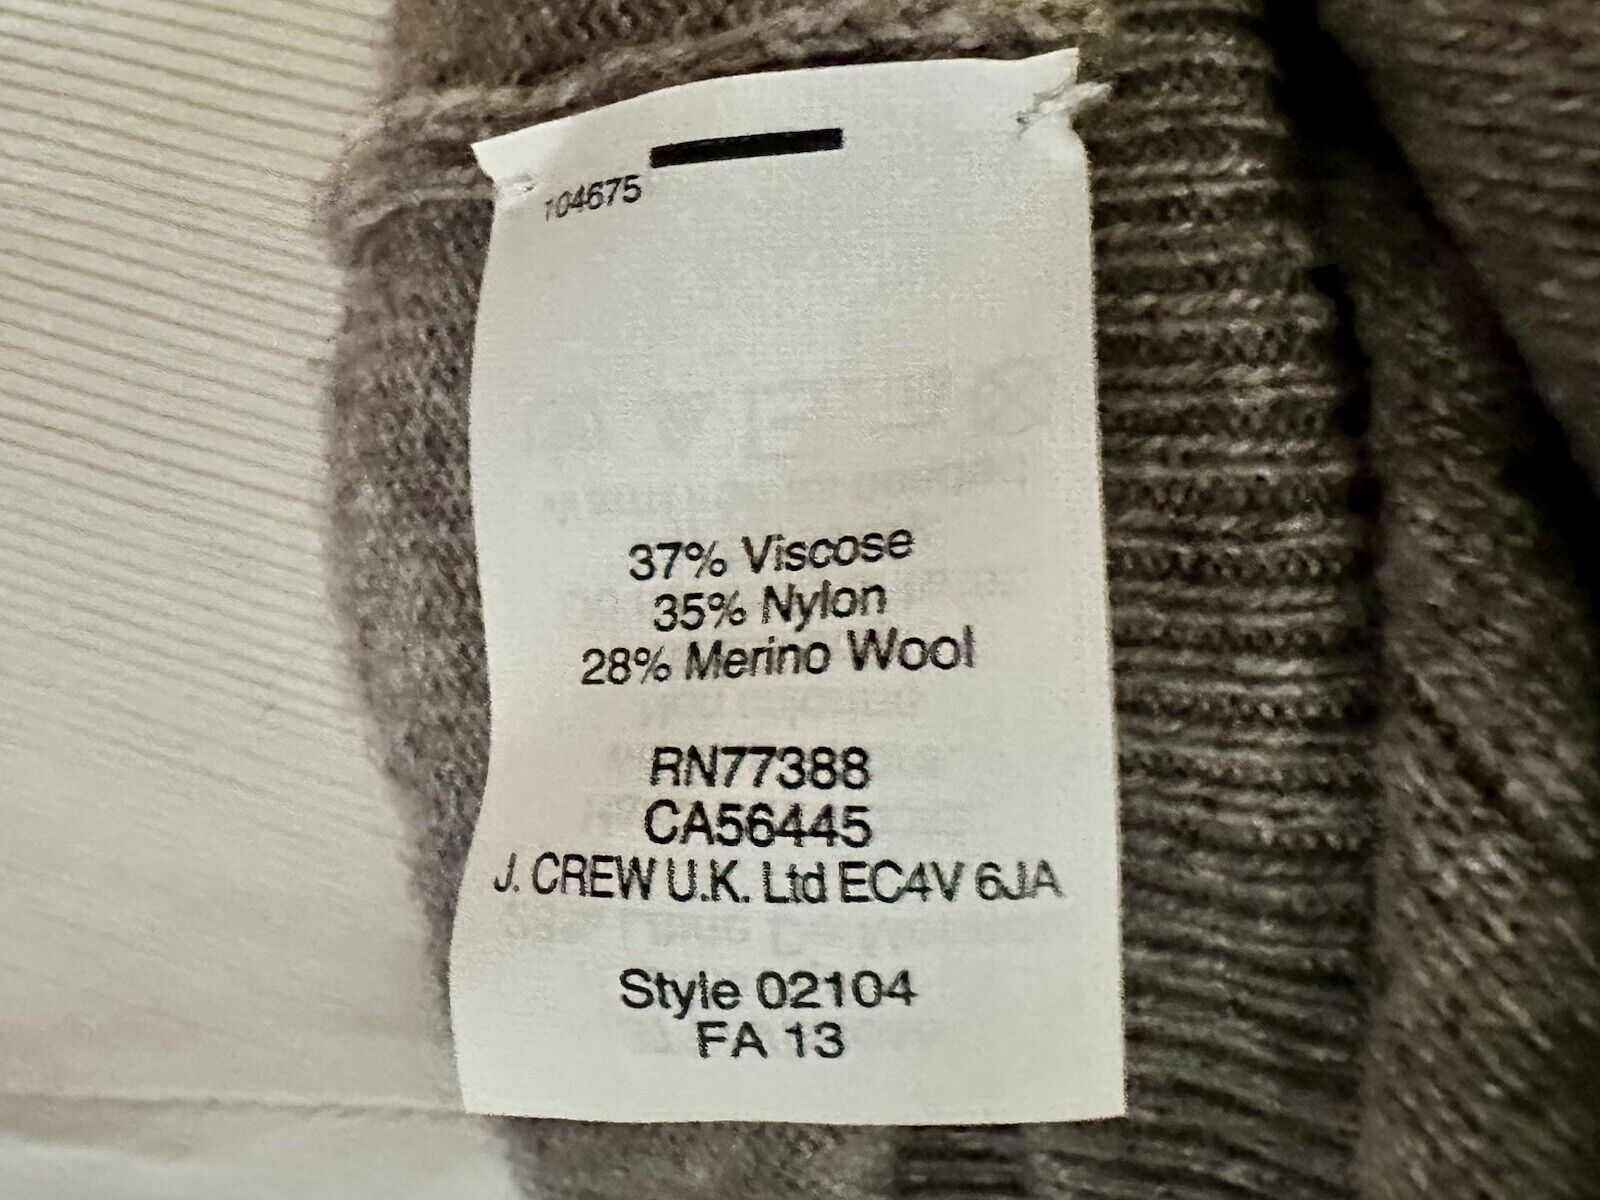 104675
37% Viscose
35% Nylon
28% Merino Wool
RN77388
CA56445
J. CREW U.K. Ltd EC4V 6JA
Style 02104
FA 13